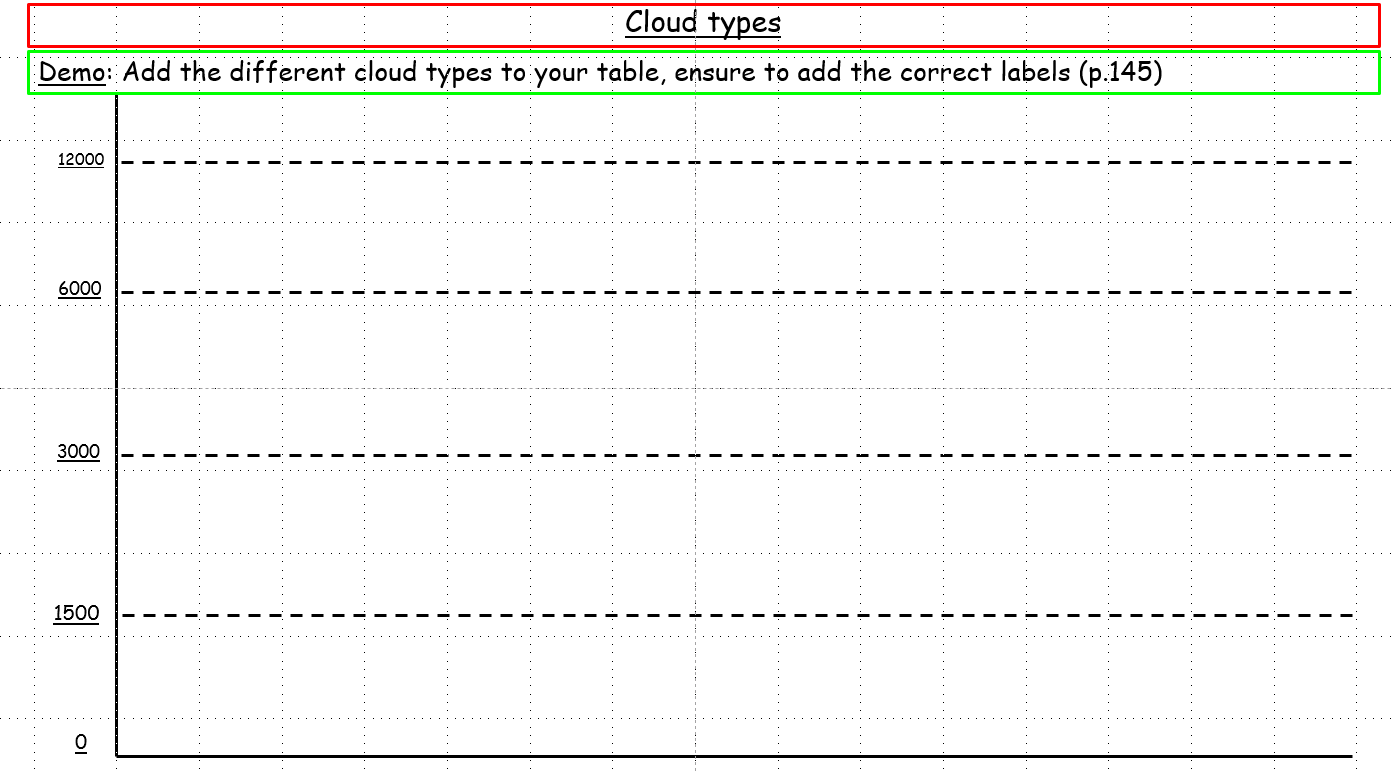 Cloud types
Demo: Add the different cloud types to your table, ensure to add the correct labels (p.145)
12000
6000
3000
1500
0